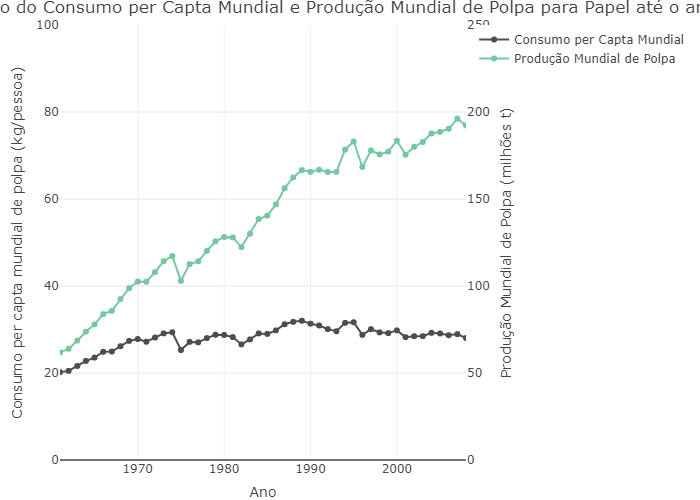 o do Consumo per Capta Mundial e Produção Mundial de Polpa para Papel até o ar
Consumo per Capta Mundial
Produção Mundial de Polpa
100
80
60
40
20
0
250
200
150
100
50
0
Consumo per capta mundial de polpa (kg/pessoa)
Produção Mundial de Polpa (milhões t)
1970
1980
1990
2000
Ano